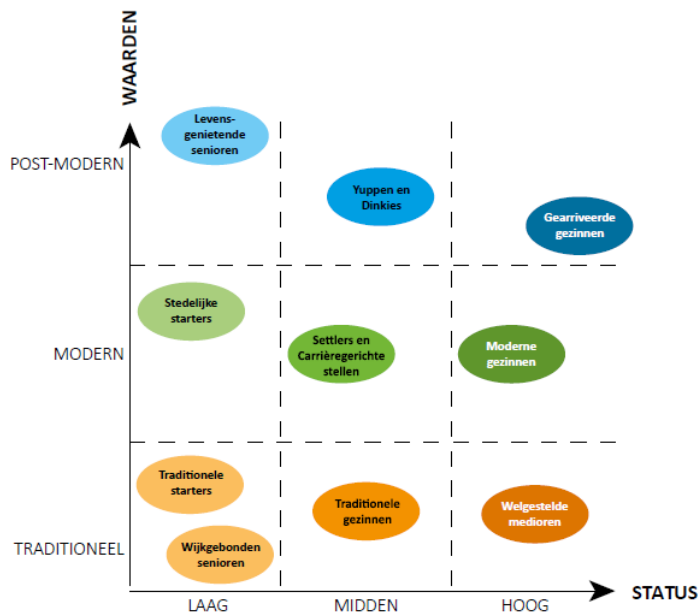 WAARDEN
POST-MODERN
Levens-
genietende
senioren
Yuppen en
Dinkies
Gearriveerde
gezinnen
MODERN
Stedelijke
starters
Settlers en
Carrièregerichte
stellen
Moderne
gezinnen
TRADITIONEEL
Traditionele
starters
Wijkgebonden
senioren
Traditionele
gezinnen
Welgestelde
medioren
LAAG
MIDDEN
HOOG
STATUS